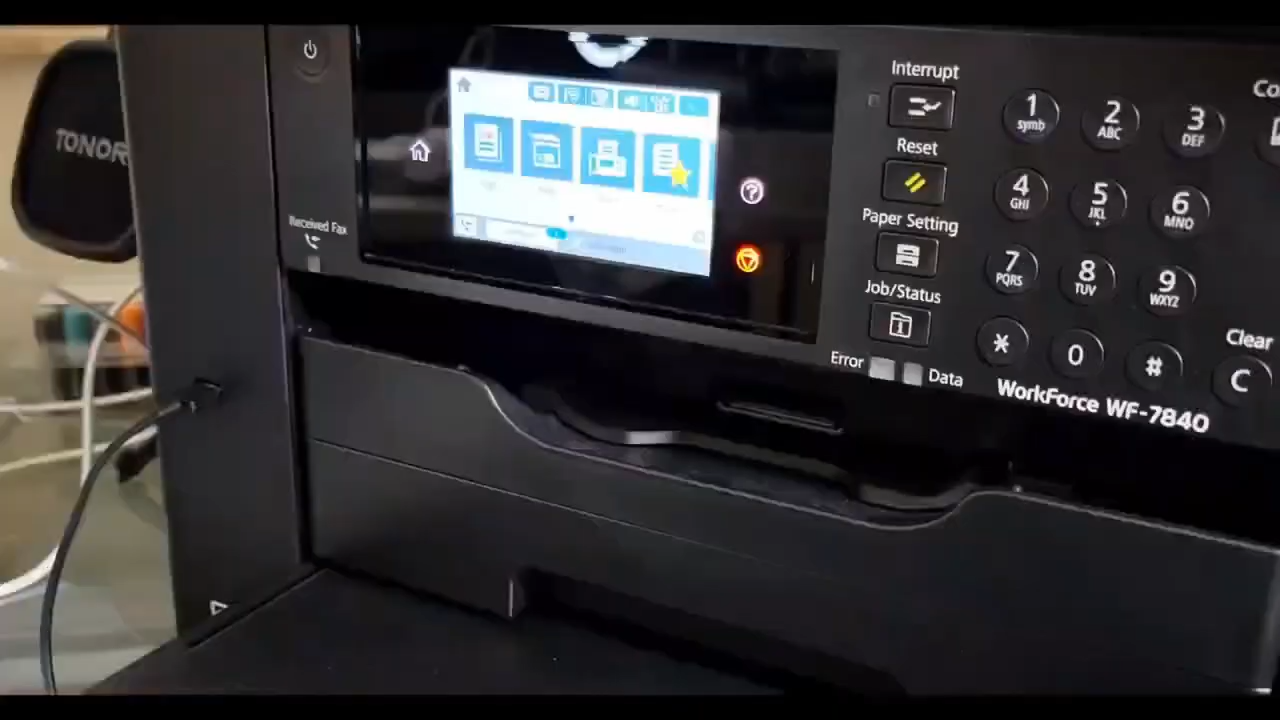 TONOR
Received Fax
Interrupt
Reset
Paper Setting
Job/Status
Error
Data
1
symb
2
ABC
3
DEF
4
GHI
5
JKL
6
MNO
7
PQRS
8
TUV
9
WXYZ
*
0
#
Co
Clear
C
WorkForce WF-7840